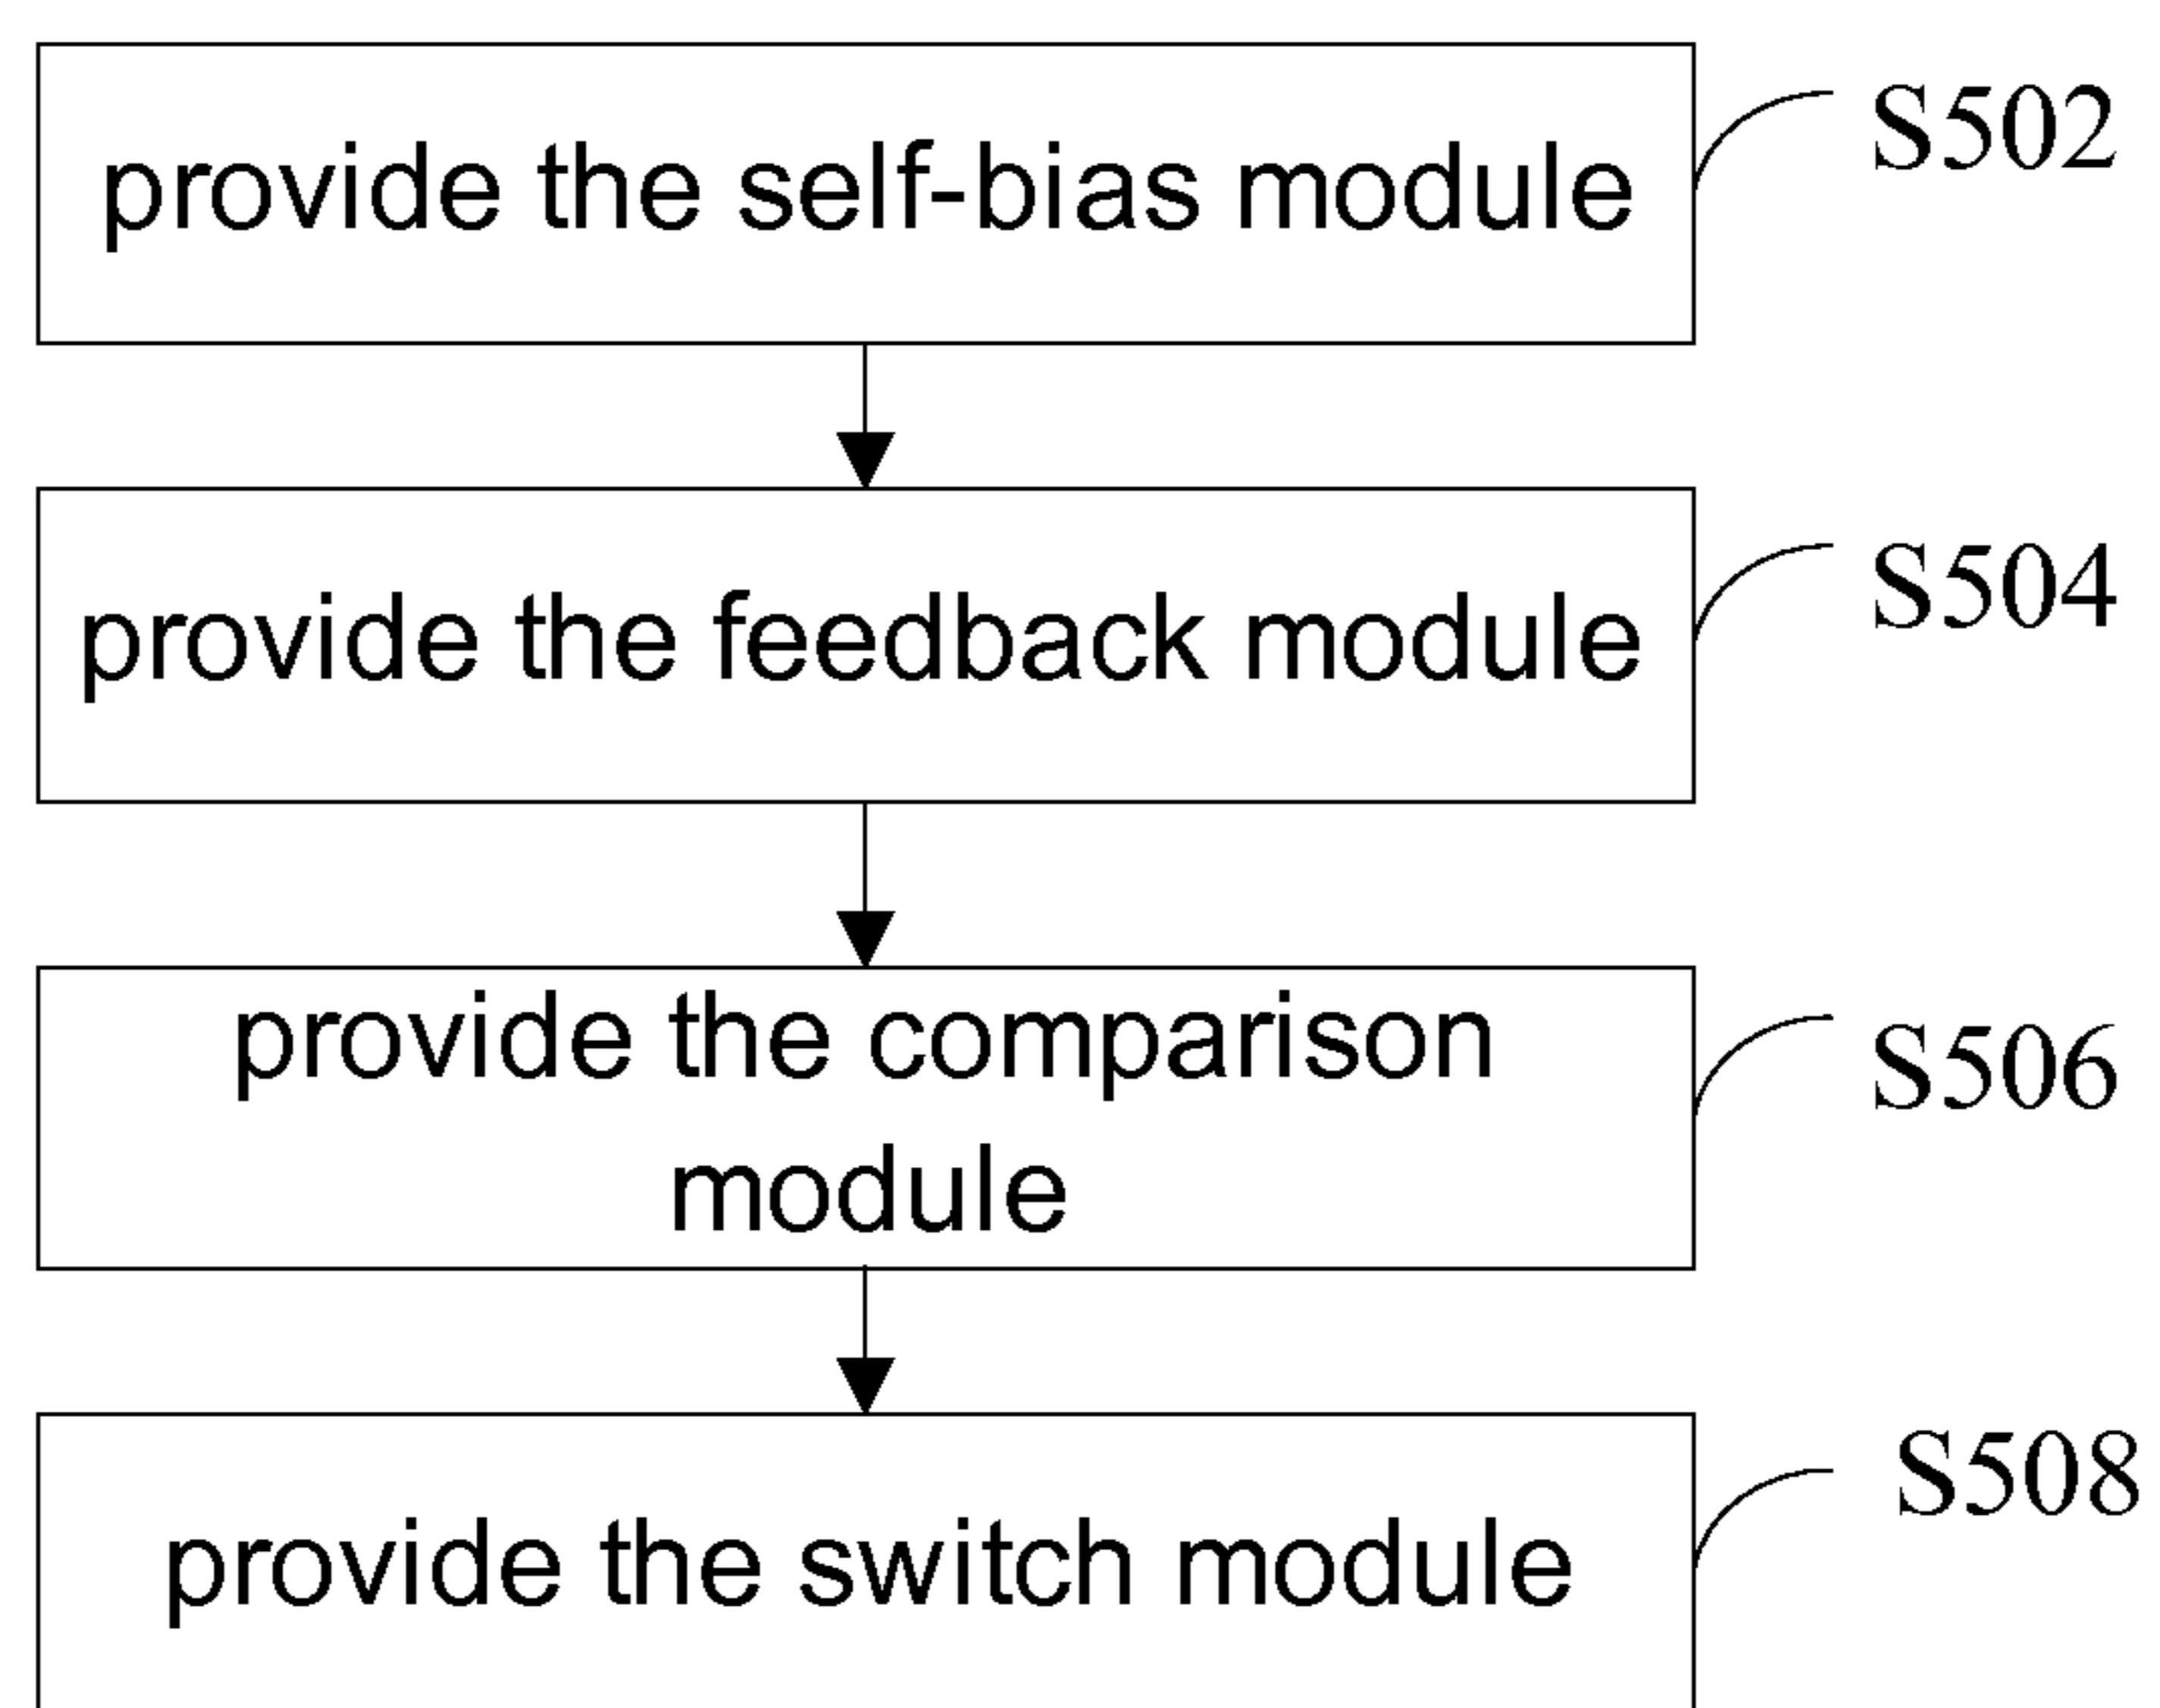 provide the self-bias module
S502
provide the feedback module
S504
provide the comparison
module
S506
provide the switch module
S508